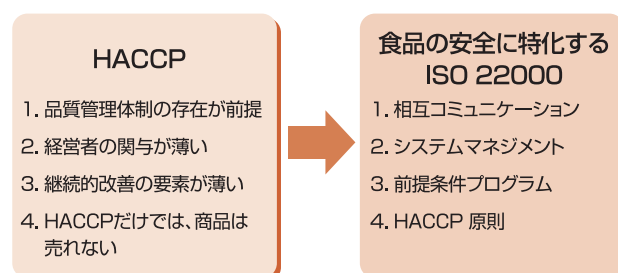 HACCP
1. 品質管理体制の存在が前提
2. 経営者の関与が薄い
3. 継続的改善の要素が薄い
4. HACCPだけでは、商品は
売れない
食品の安全に特化する
ISO 22000
1. 相互コミュニケーション
2. システムマネジメント
3. 前提条件プログラム
4. HACCP 原則